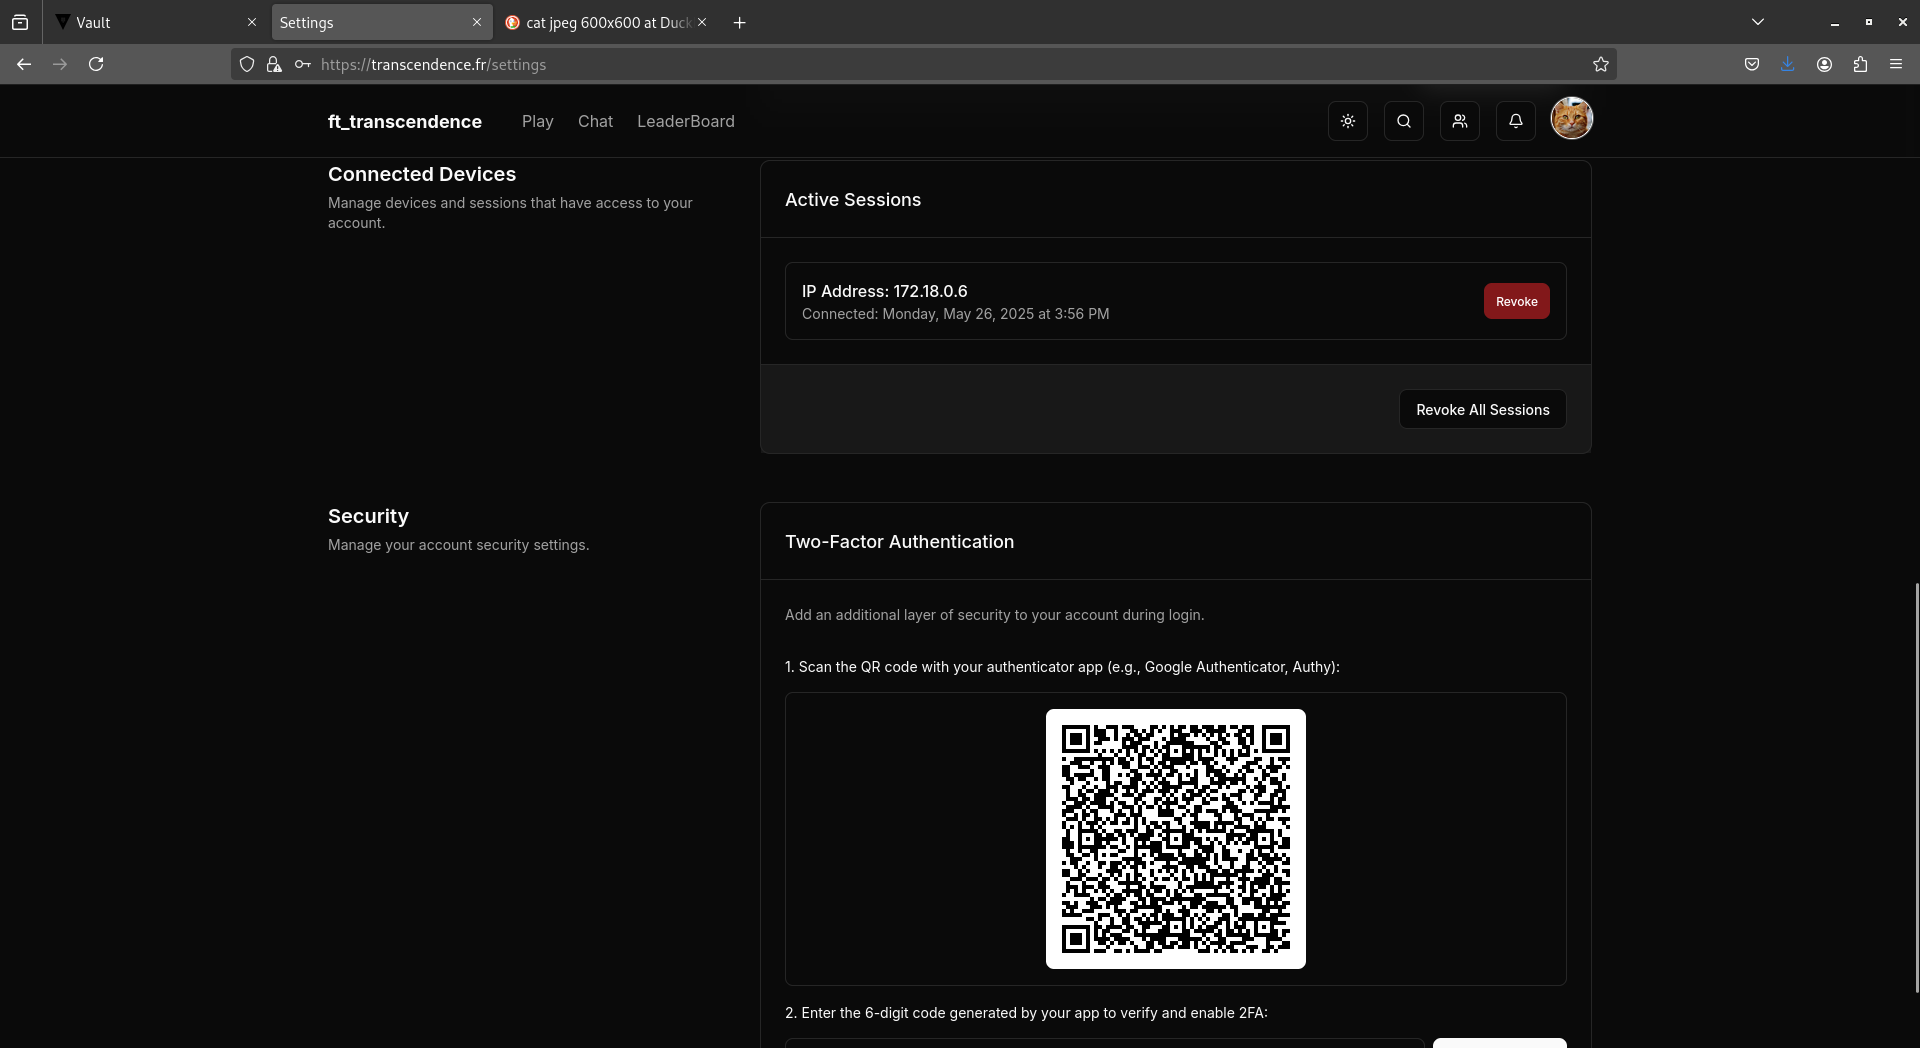 Vault
Settings
cat jpeg 600x600 at Duck
https://transcendence.fr/settings
ft_transcendence
Play
Chat
LeaderBoard
Connected Devices
Manage devices and sessions that have access to your
account.
Active Sessions
IP Address: 172.18.0.6
Connected: Monday, May 26, 2025 at 3:56 PM
Revoke
Revoke All Sessions
Security
Manage your account security settings.
Two-Factor Authentication
Add an additional layer of security to your account during login.
1. Scan the QR code with your authenticator app (e.g., Google Authenticator, Authy):
2. Enter the 6-digit code generated by your app to verify and enable 2FA: